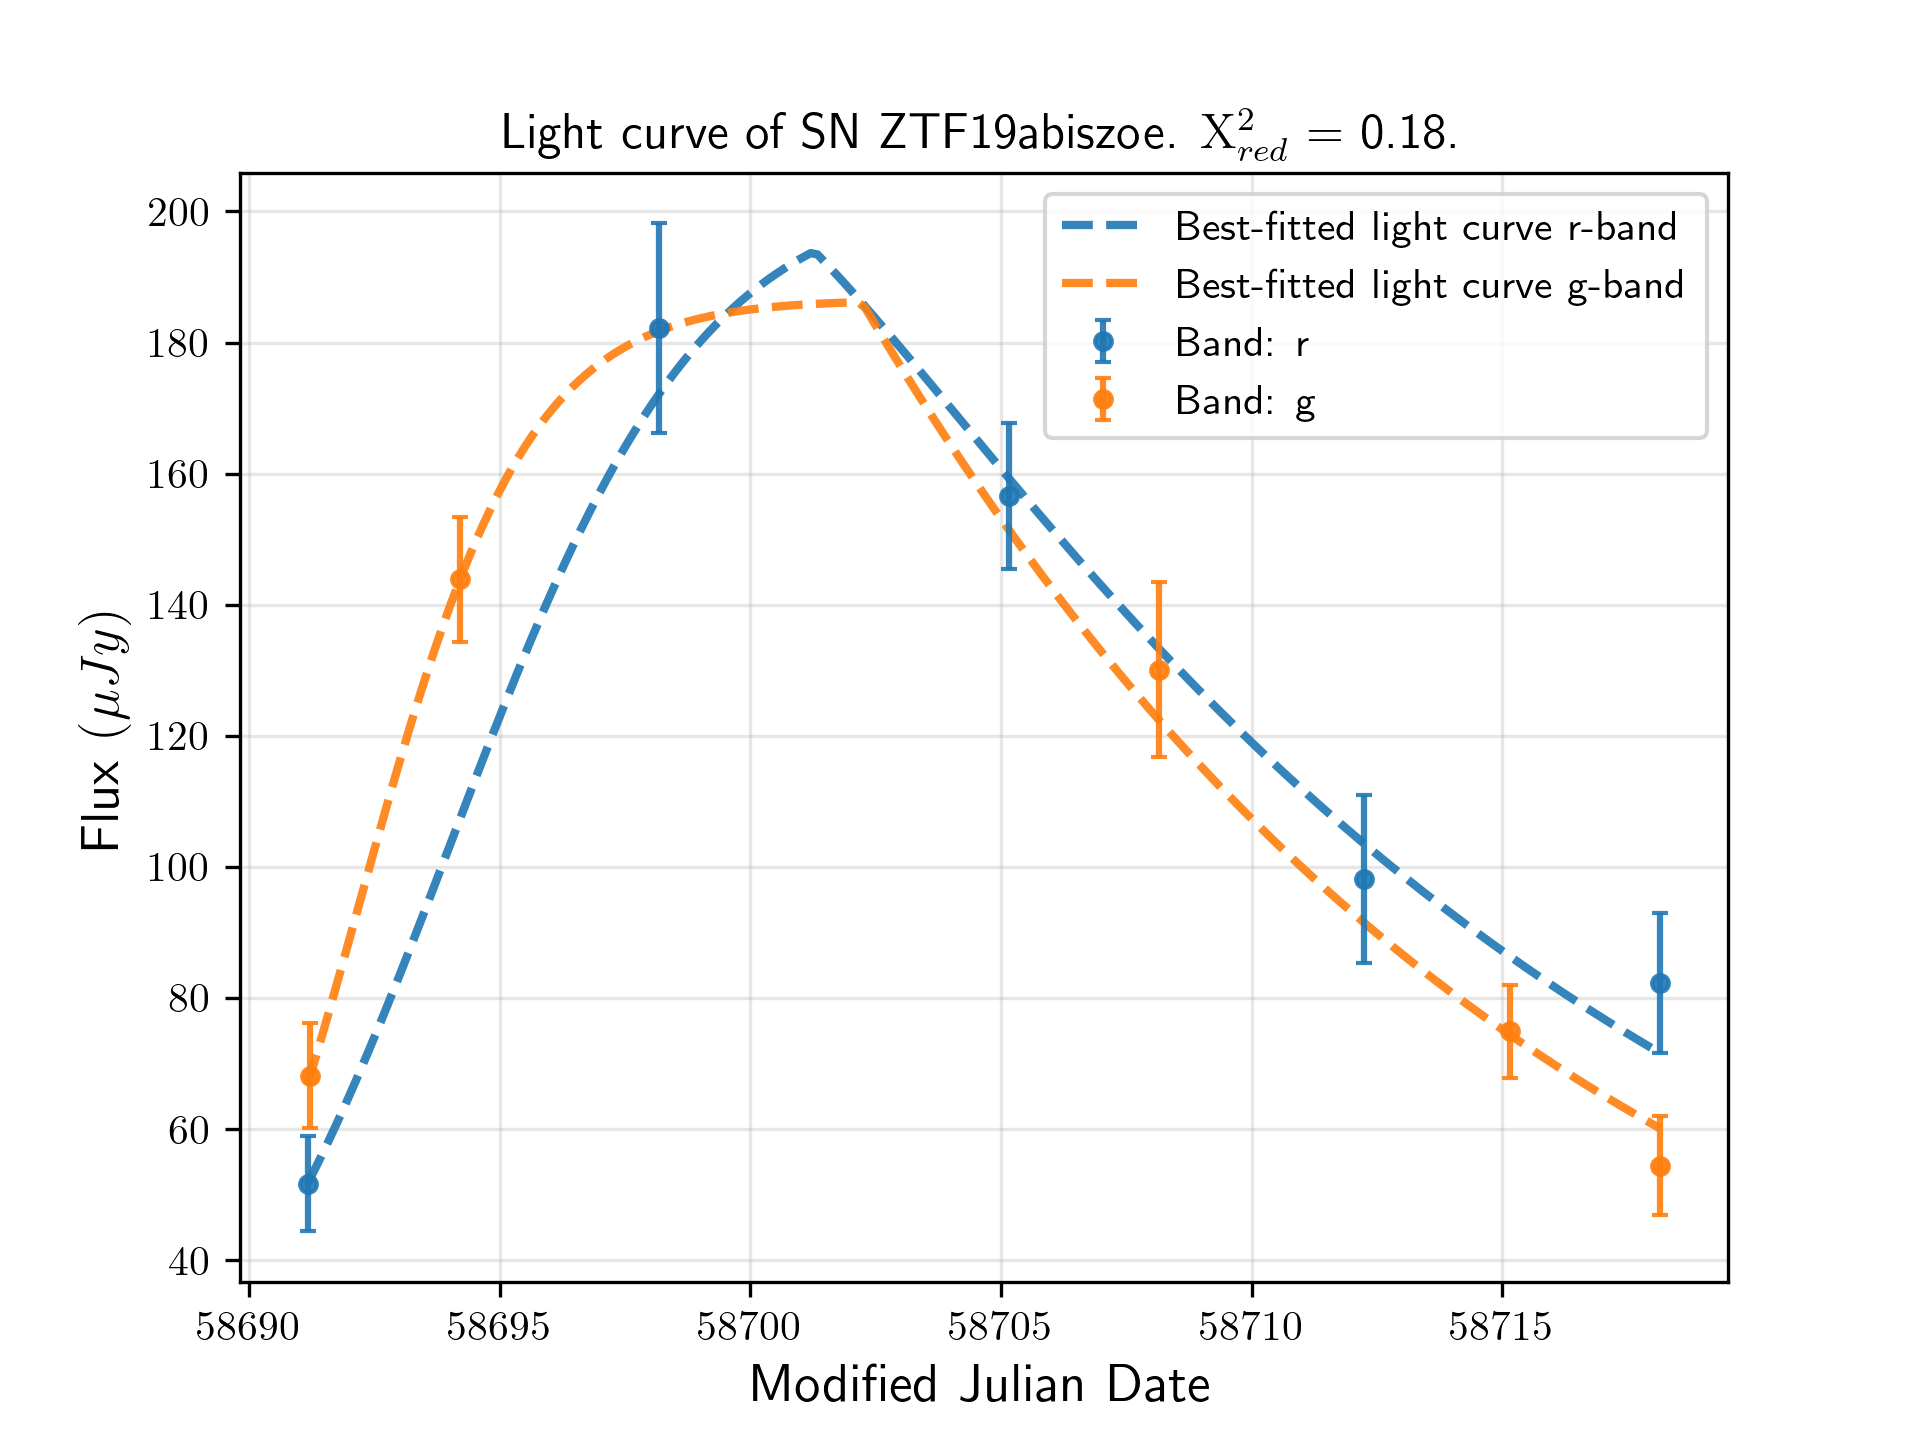 Light curve of SN ZTF19abiszoe. X²_red = 0.18.
200
180
160
140
120
100
80
60
40
Flux (μJy)
Best-fitted light curve r-band
Best-fitted light curve g-band
Band: r
Band: g
58690 58695 58700 58705 58710 58715
Modified Julian Date